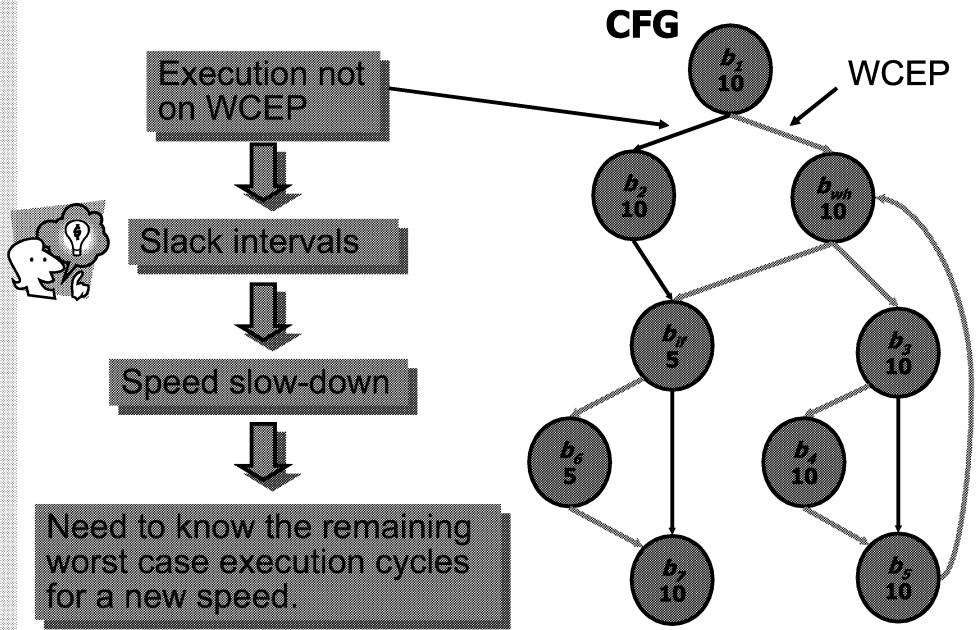 CFG
Execution not
on WCEP
Slack intervals
Speed slow-down
Need to know the remaining
worst case execution cycles
for a new speed.
WCEP
b1
10
b2
10
bwh
10
bif
5
b3
10
b6
5
b4
10
b7
10
b5
10